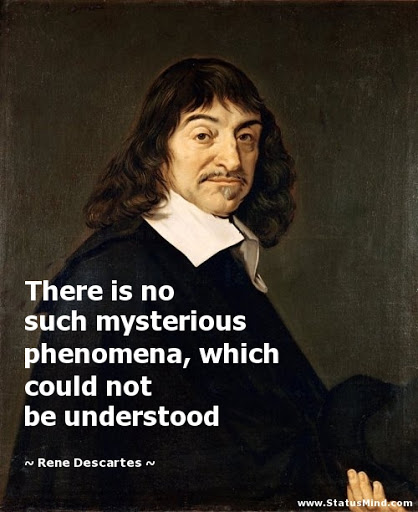 There is no
such mysterious
phenomena, which
could not
be understood
~ Rene Descartes ~
www.StatusMind.com